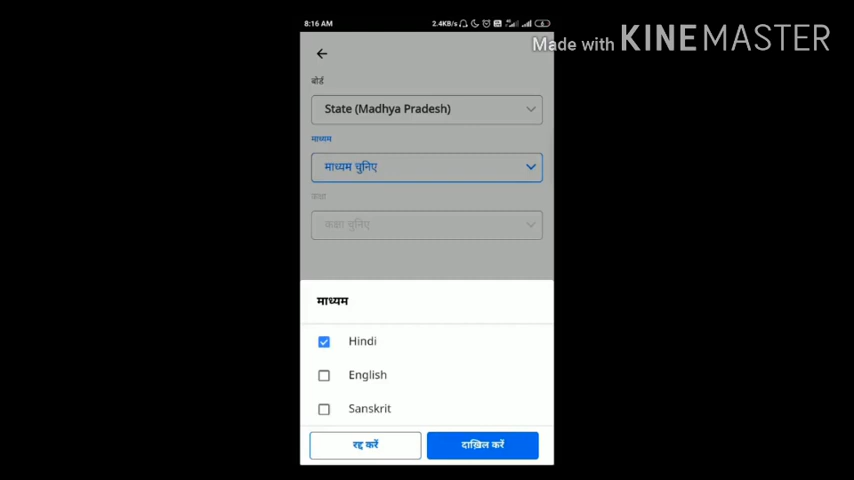 8:16 AM 2.4KB/s
Made with KINEMASTER
बोर्ड
State (Madhya Pradesh)
माध्यम
माध्यम चुनिए
कक्षा
कक्षा चुनिए
माध्यम
Hindi
English
Sanskrit
रद्द करें दाख़िल करें